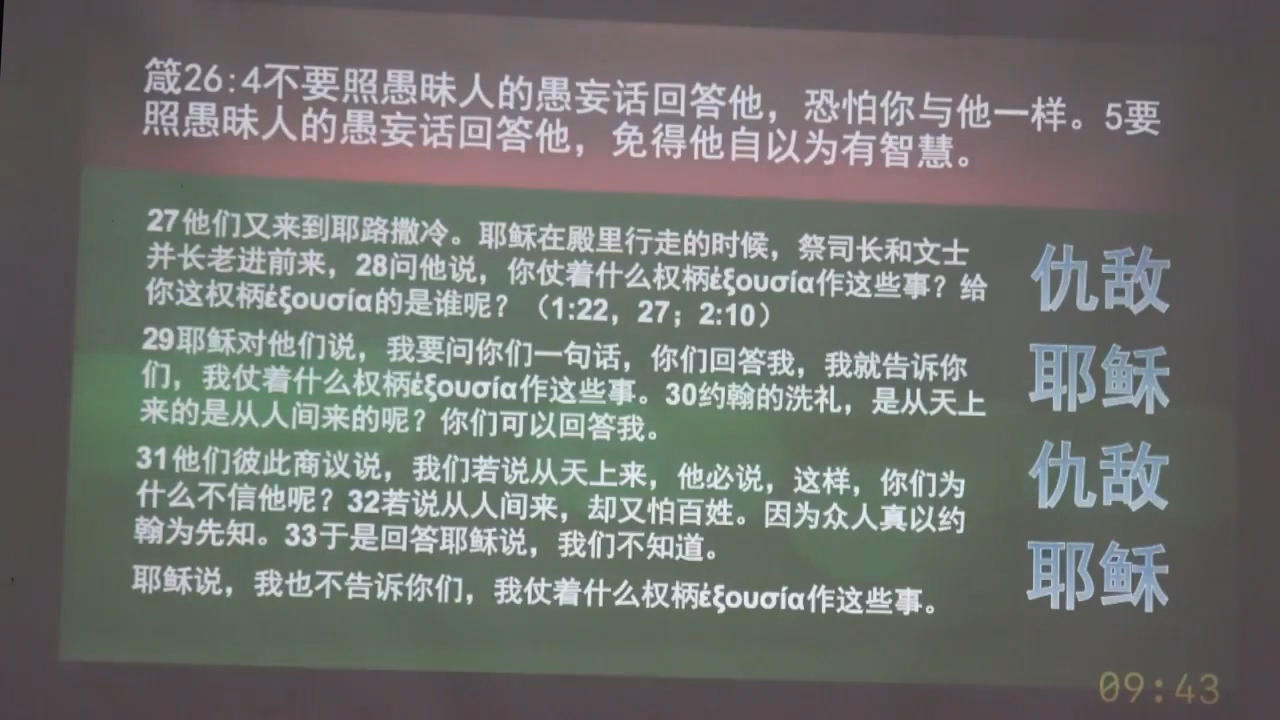 箴26:4不要照愚昧人的愚妄话回答他，恐怕你与他一样。5要
照愚昧人的愚妄话回答他，免得他自以为有智慧。
27他们又来到耶路撒冷。耶稣在殿里行走的时候，祭司长和文士
并长老进前来，28问他说，你仗着什么权柄ἐξουσία作这些事？给
你这权柄ἐξουσία的是谁呢？（1:22，27；2:10）
仇敌
29耶稣对他们说，我要问你们一句话，你们回答我，我就告诉你
们，我仗着什么权柄ἐξουσία作这些事。30约翰的洗礼，是从天上
来的是从人间来的呢？你们可以回答我。
耶稣
31他们彼此商议说，我们若说从天上来，他必说，这样，你们为
什么不信他呢？32若说从人间来，却又怕百姓。因为众人真以约
翰为先知。33于是回答耶稣说，我们不知道。
仇敌
耶稣说，我也不告诉你们，我仗着什么权柄ἐξουσία作这些事。
耶稣
09:43